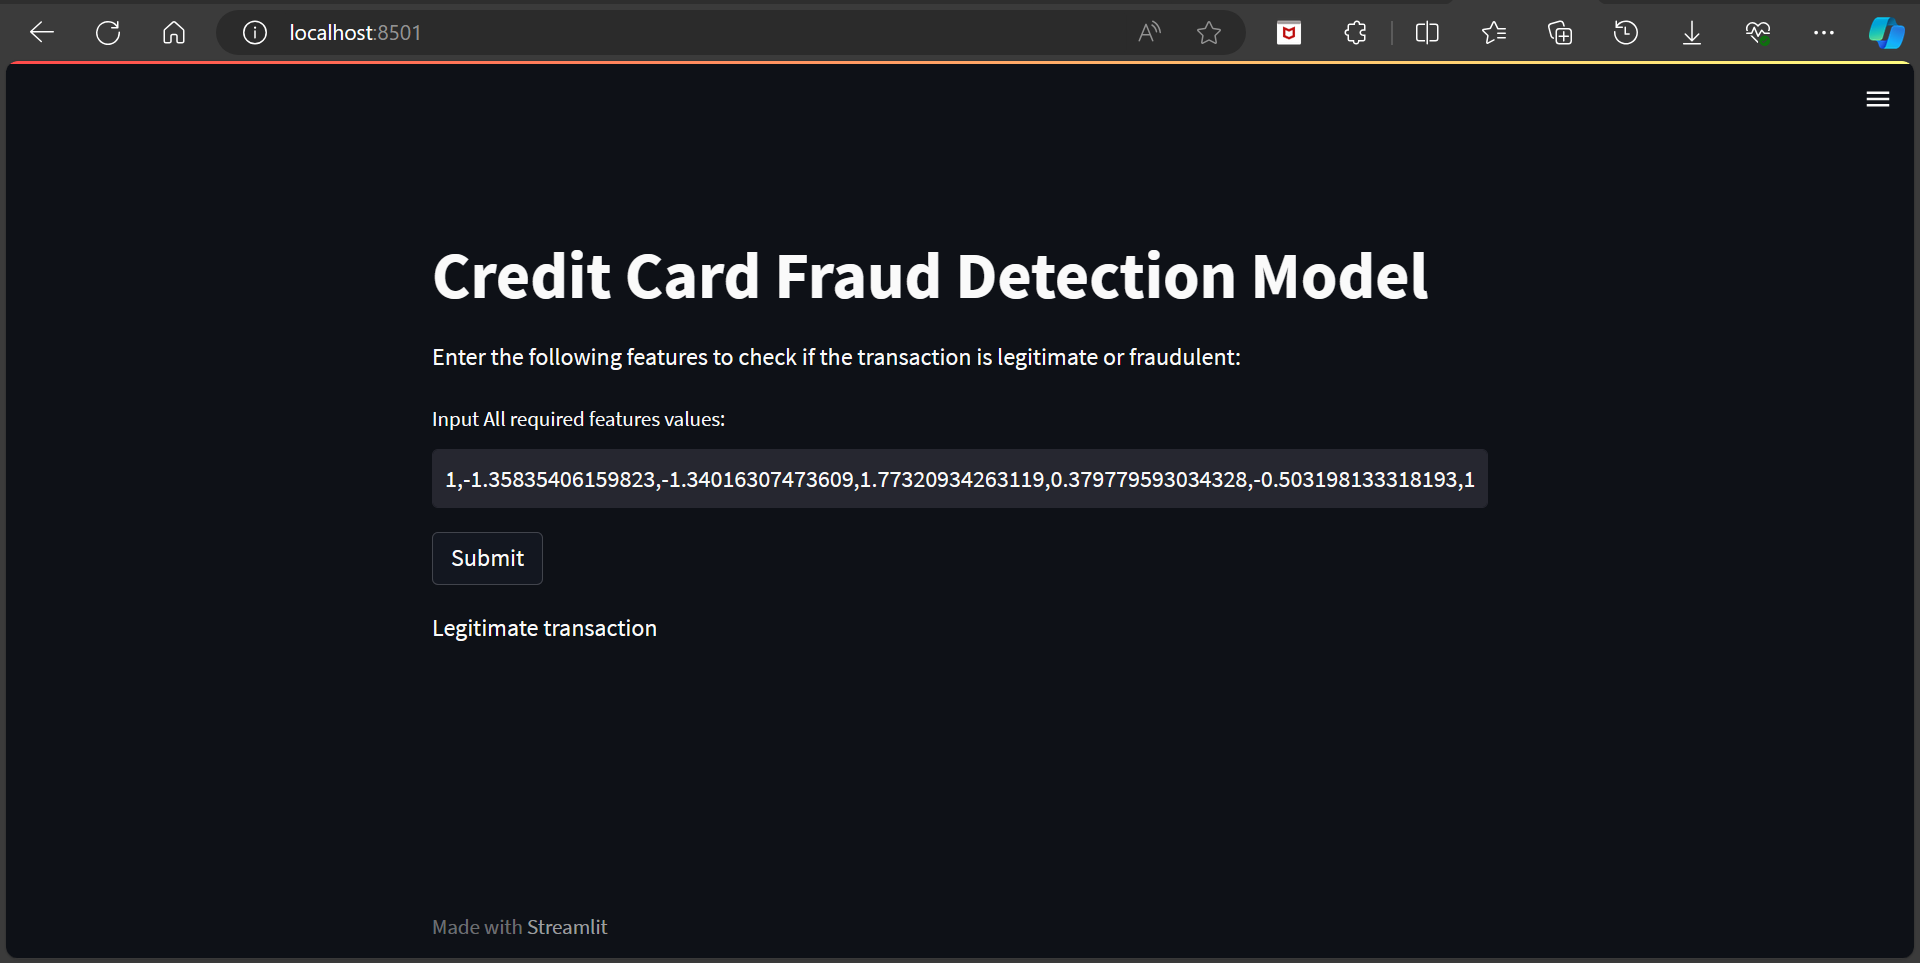 localhost:8501
Credit Card Fraud Detection Model
Enter the following features to check if the transaction is legitimate or fraudulent:
Input All required features values:
1,-1.35835406159823,-1.34016307473609,1.77320934263119,0.379779593034328,-0.503198133318193,1
Submit
Legitimate transaction
Made with Streamlit